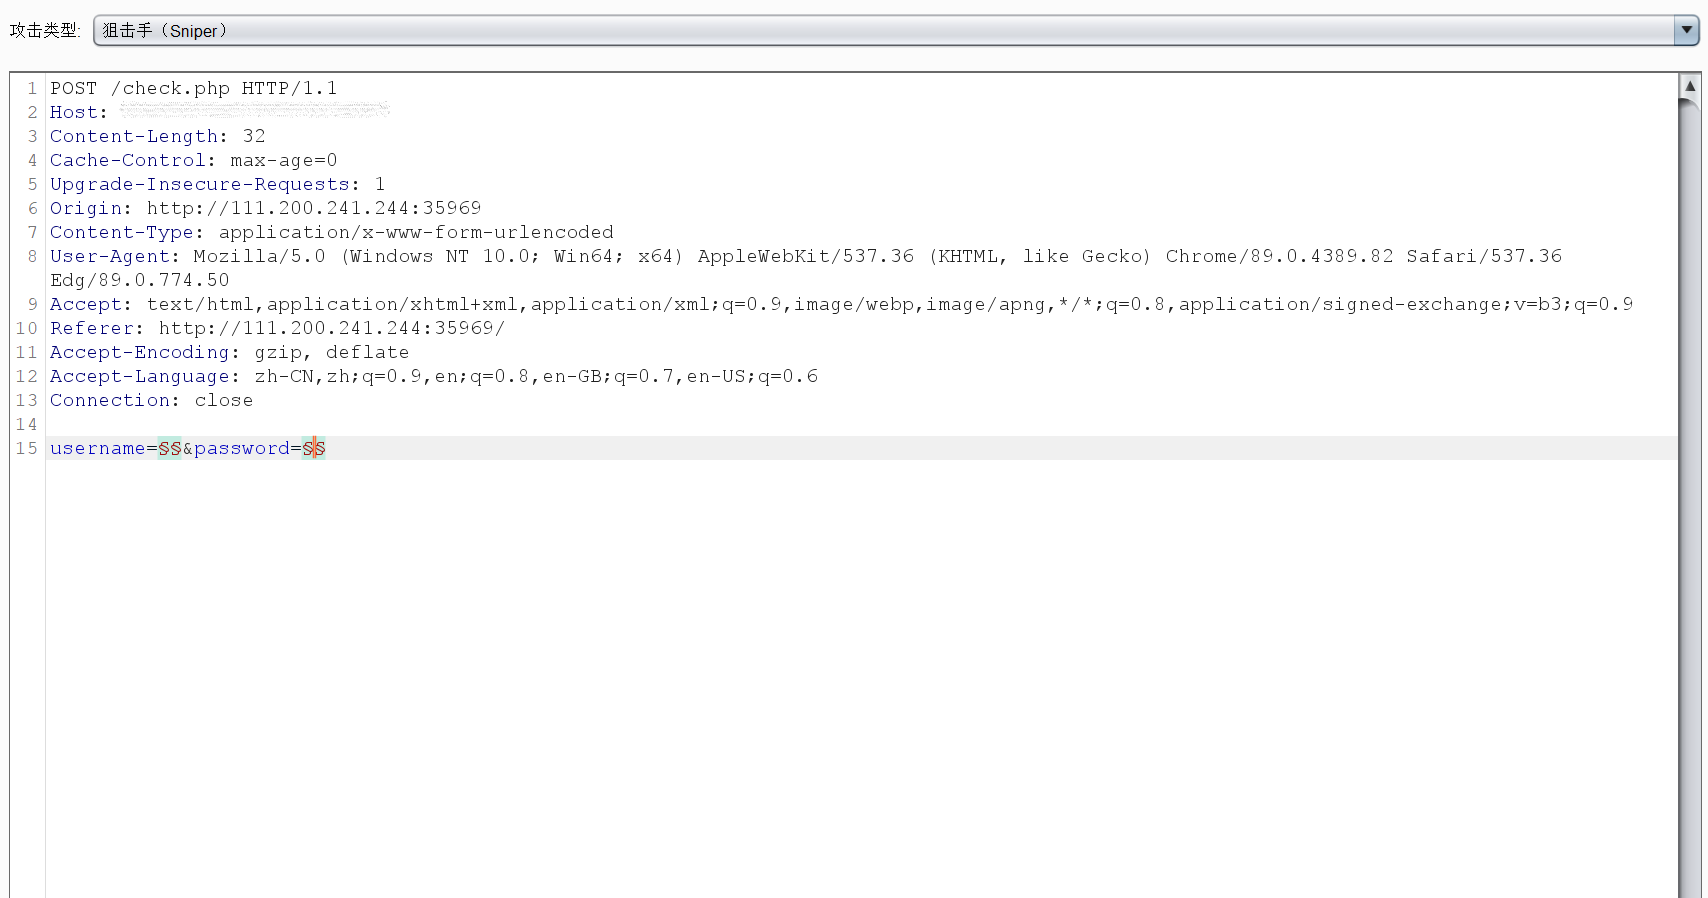 攻击类型: 狙击手（Sniper）
1 POST /check.php HTTP/1.1
2 Host:
3 Content-Length: 32
4 Cache-Control: max-age=0
5 Upgrade-Insecure-Requests: 1
6 Origin: http://111.200.241.244:35969
7 Content-Type: application/x-www-form-urlencoded
8 User-Agent: Mozilla/5.0 (Windows NT 10.0; Win64; x64) AppleWebKit/537.36 (KHTML, like Gecko) Chrome/89.0.4389.82 Safari/537.36
Edg/89.0.774.50
9 Accept: text/html,application/xhtml+xml,application/xml;q=0.9,image/webp,image/apng,*/*;q=0.8,application/signed-exchange;v=b3;q=0.9
10 Referer: http://111.200.241.244:35969/
11 Accept-Encoding: gzip, deflate
12 Accept-Language: zh-CN,zh;q=0.9,en;q=0.8,en-GB;q=0.7,en-US;q=0.6
13 Connection: close
14
15 username=§§&password=§§